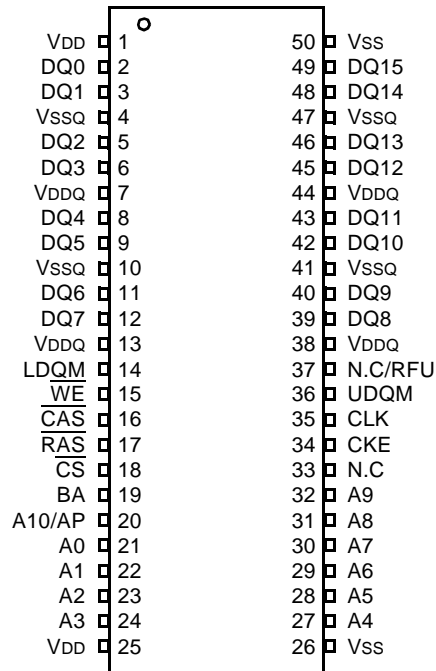 VDD 1 50 VSS
DQ0 2 49 DQ15
DQ1 3 48 DQ14
VSSQ 4 47 VSSQ
DQ2 5 46 DQ13
DQ3 6 45 DQ12
VDDQ 7 44 VDDQ
DQ4 8 43 DQ11
DQ5 9 42 DQ10
VSSQ 10 41 VSSQ
DQ6 11 40 DQ9
DQ7 12 39 DQ8
VDDQ 13 38 VDDQ
LDQM 14 37 N.C/RFU
W̅E̅ 15 36 UDQM
C̅A̅S̅ 16 35 CLK
R̅A̅S̅ 17 34 CKE
C̅S̅ 18 33 N.C
BA 19 32 A9
A10/AP 20 31 A8
A0 21 30 A7
A1 22 29 A6
A2 23 28 A5
A3 24 27 A4
VDD 25 26 VSS